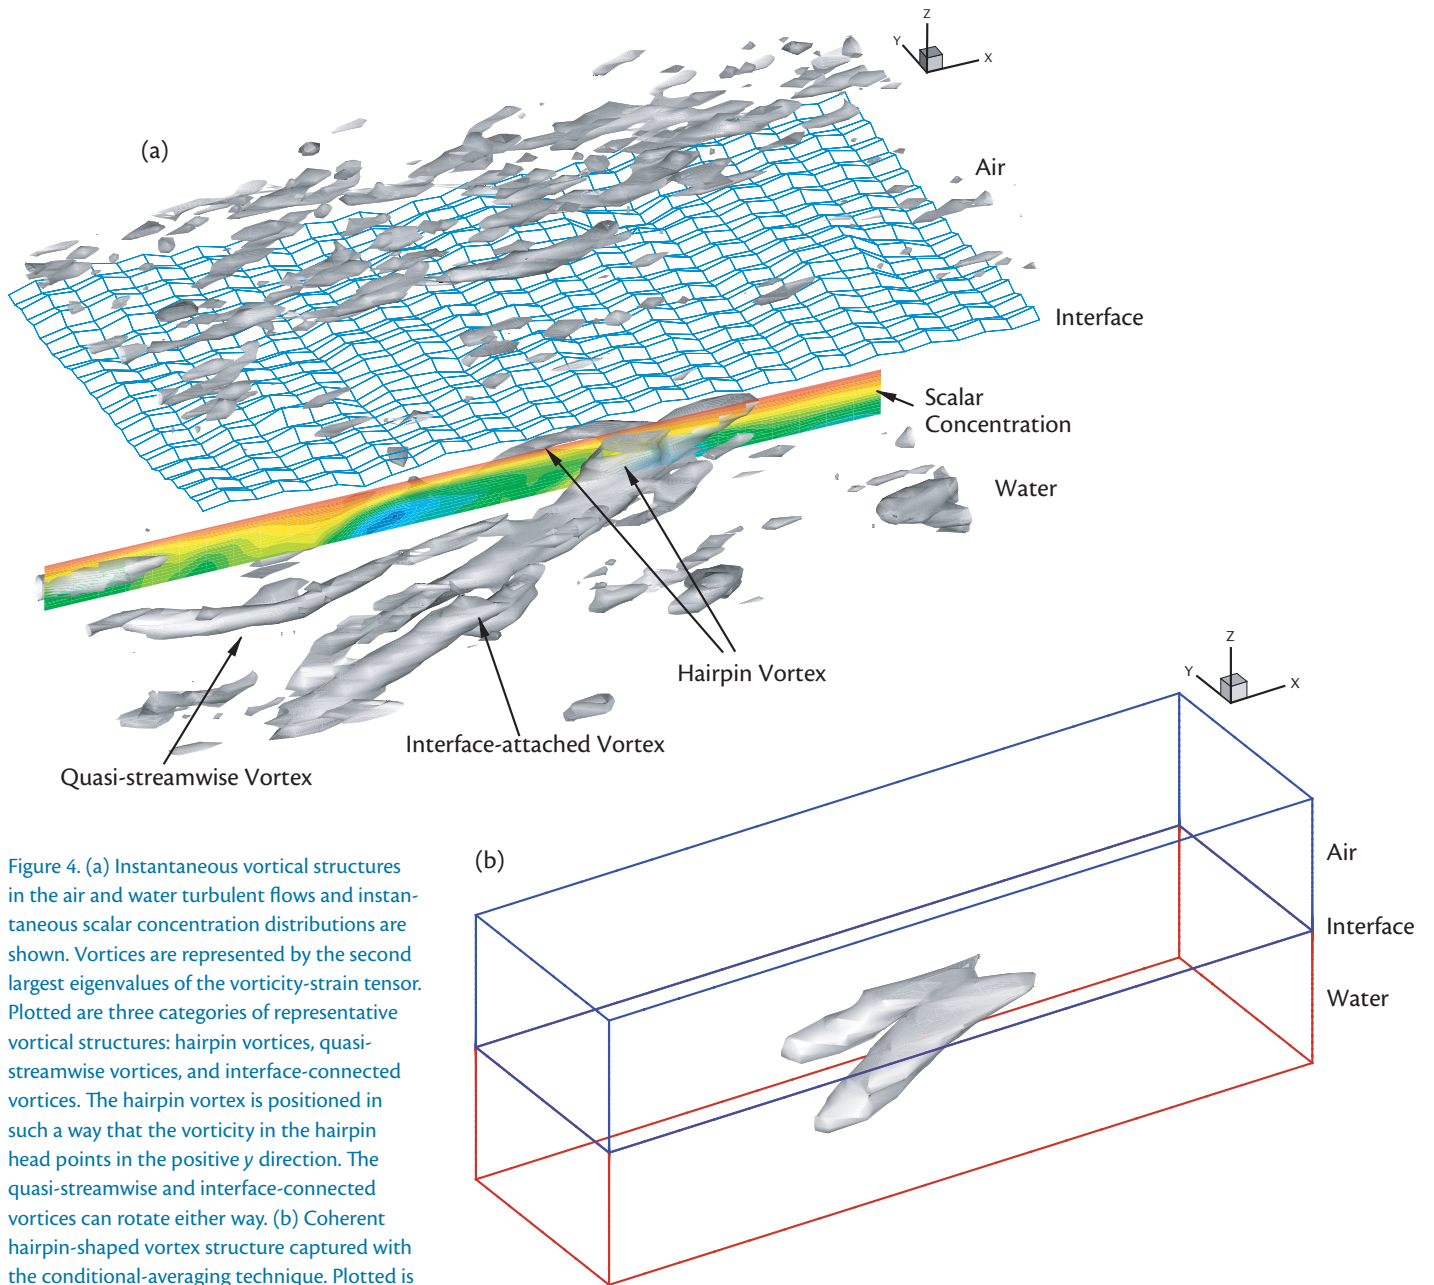 Z
Y
X
(a)
Air
Interface
Scalar
Concentration
Water
Hairpin Vortex
Interface-attached Vortex
Quasi-streamwise Vortex
Z
Y
X
(b)
Air
Interface
Water
Figure 4. (a) Instantaneous vortical structures
in the air and water turbulent flows and instan-
taneous scalar concentration distributions are
shown. Vortices are represented by the second
largest eigenvalues of the vorticity-strain tensor.
Plotted are three categories of representative
vortical structures: hairpin vortices, quasi-
streamwise vortices, and interface-connected
vortices. The hairpin vortex is positioned in
such a way that the vorticity in the hairpin
head points in the positive y direction. The
quasi-streamwise and interface-connected
vortices can rotate either way. (b) Coherent
hairpin-shaped vortex structure captured with
the conditional-averaging technique. Plotted is